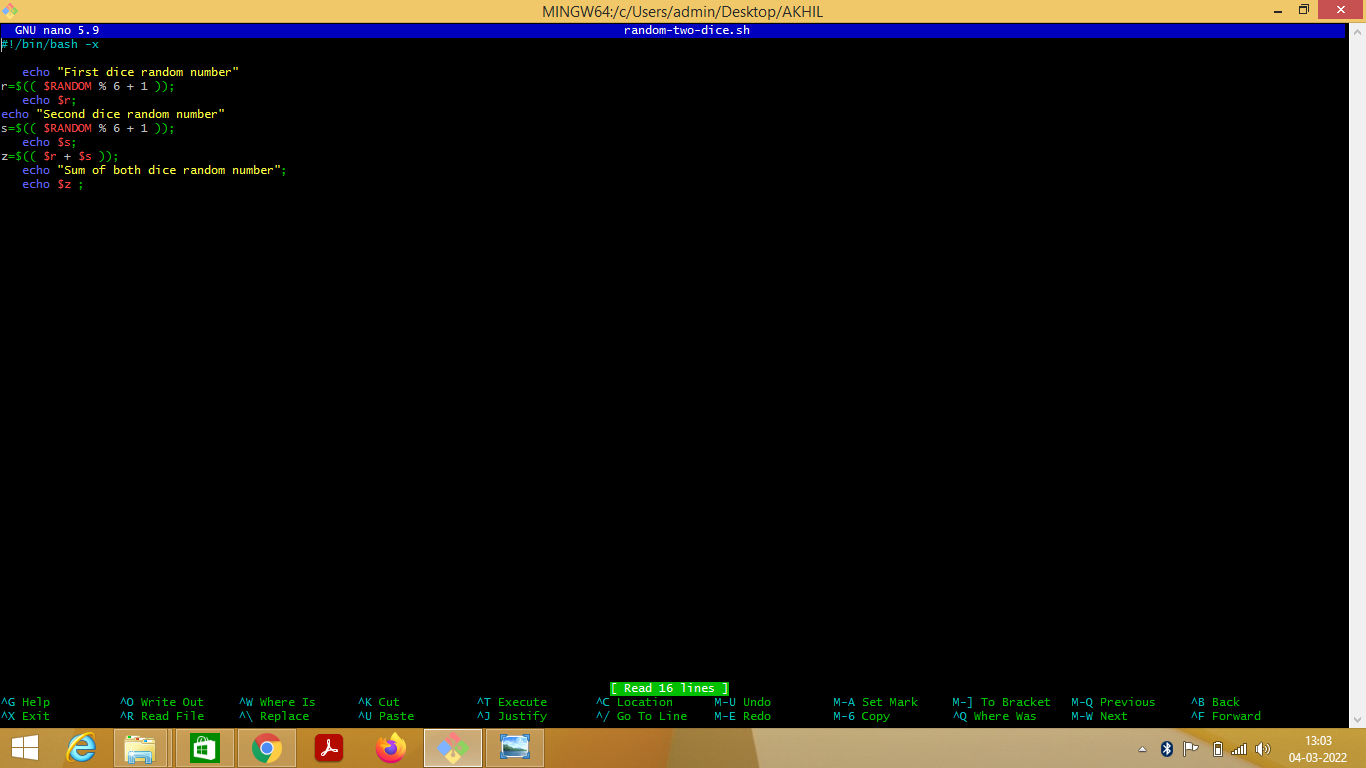 MINGW64:/c/Users/admin/Desktop/AKHIL
GNU nano 5.9 random-two-dice.sh
#!/bin/bash -x
echo "First dice random number"
r=$(( $RANDOM % 6 + 1 ));
echo $r;
echo "Second dice random number"
s=$(( $RANDOM % 6 + 1 ));
echo $s;
z=$(( $r + $s ));
echo "Sum of both dice random number";
echo $z ;
[ Read 16 lines ]
^G Help ^O Write Out ^W Where Is ^K Cut ^T Execute ^C Location M-U Undo M-A Set Mark M-] To Bracket M-Q Previous ^B Back
^X Exit ^R Read File ^\ Replace ^U Paste ^J Justify ^/ Go To Line M-E Redo M-6 Copy ^Q Where Was M-W Next ^F Forward
13:03
04-03-2022